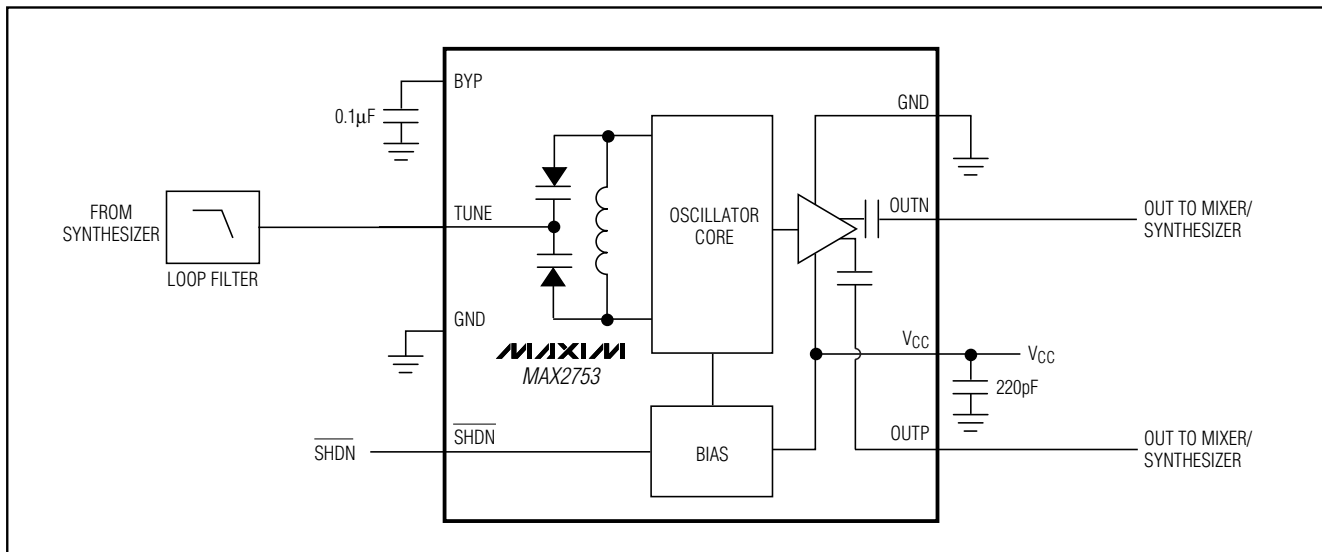 BYP
0.1μF
GND
FROM
SYNTHESIZER
LOOP FILTER
TUNE
OSCILLATOR
CORE
OUTN
OUT TO MIXER/
SYNTHESIZER
GND
MAXIM
MAX2753
VCC
VCC
220pF
SHDN
SHDN
BIAS
OUTP
OUT TO MIXER/
SYNTHESIZER